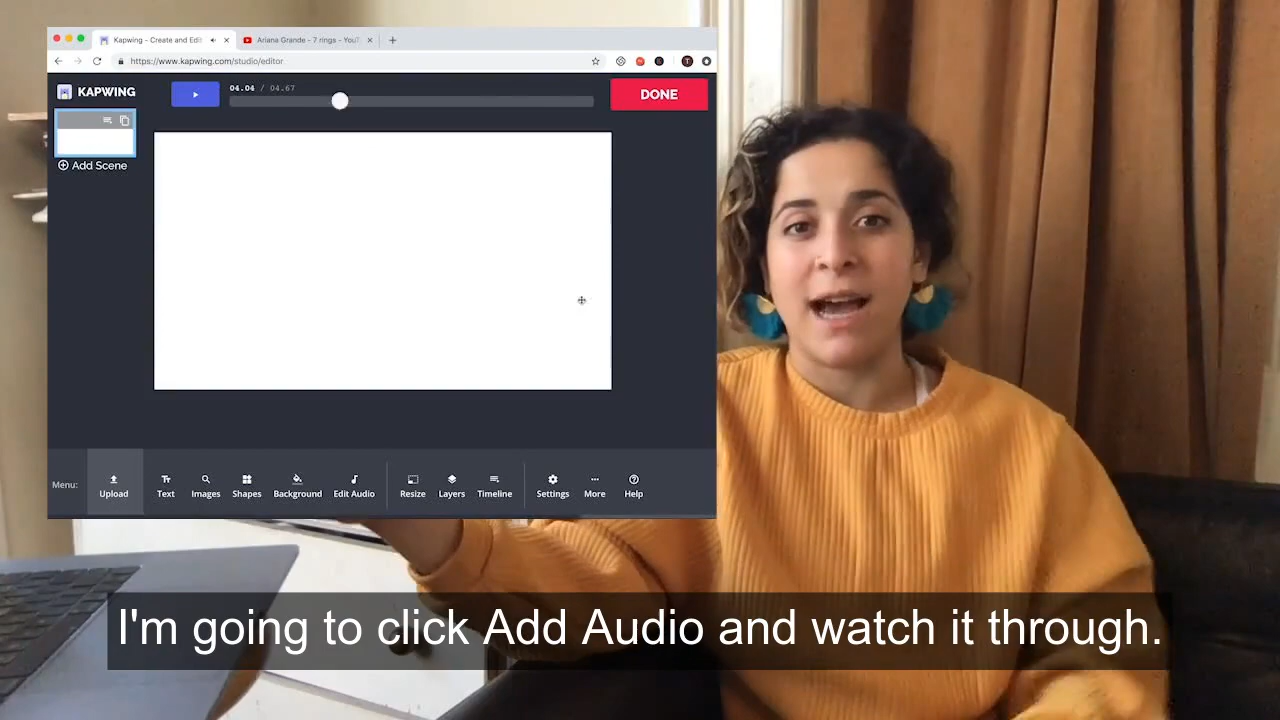 Kapwing - Create and Edi
Ariana Grande - 7 rings - YouT
https://www.kapwing.com/studio/editor
T
KAPWING
04.04 / 04.67
DONE
Add Scene
Menu:
Upload
Text
Images
Shapes
Background
Edit Audio
Resize
Layers
Timeline
Settings
More
Help
I'm going to click Add Audio and watch it through.